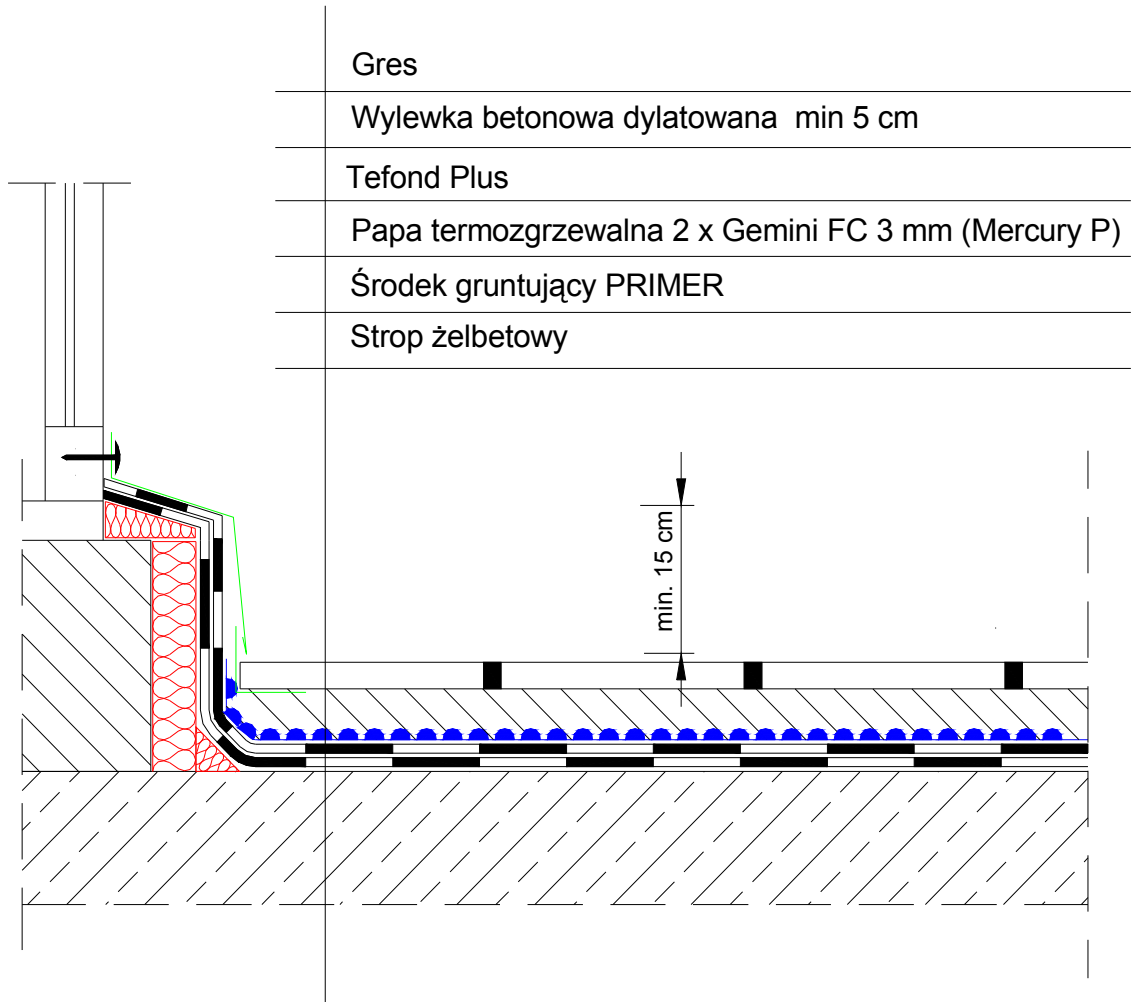 Gres
Wylewka betonowa dylatowana min 5 cm
Tefond Plus
Papa termozgrzewalna 2 x Gemini FC 3 mm (Mercury P)
Środek gruntujący PRIMER
Strop żelbetowy
min. 15 cm